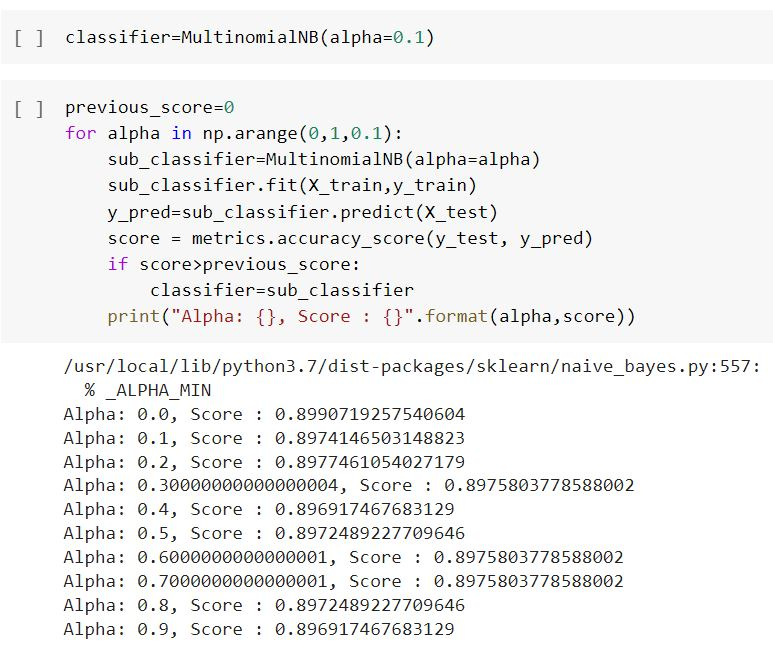 [ ] classifier=MultinomialNB(alpha=0.1)
[ ] previous_score=0
for alpha in np.arange(0,1,0.1):
    sub_classifier=MultinomialNB(alpha=alpha)
    sub_classifier.fit(X_train,y_train)
    y_pred=sub_classifier.predict(X_test)
    score = metrics.accuracy_score(y_test, y_pred)
    if score>previous_score:
        classifier=sub_classifier
    print("Alpha: {}, Score : {}".format(alpha,score))
/usr/local/lib/python3.7/dist-packages/sklearn/naive_bayes.py:557:
  % _ALPHA_MIN
Alpha: 0.0, Score : 0.8990719257540604
Alpha: 0.1, Score : 0.8974146503148823
Alpha: 0.2, Score : 0.8977461054027179
Alpha: 0.30000000000000004, Score : 0.8975803778588002
Alpha: 0.4, Score : 0.896917467683129
Alpha: 0.5, Score : 0.8972489227709646
Alpha: 0.6000000000000001, Score : 0.8975803778588002
Alpha: 0.7000000000000001, Score : 0.8975803778588002
Alpha: 0.8, Score : 0.8972489227709646
Alpha: 0.9, Score : 0.896917467683129